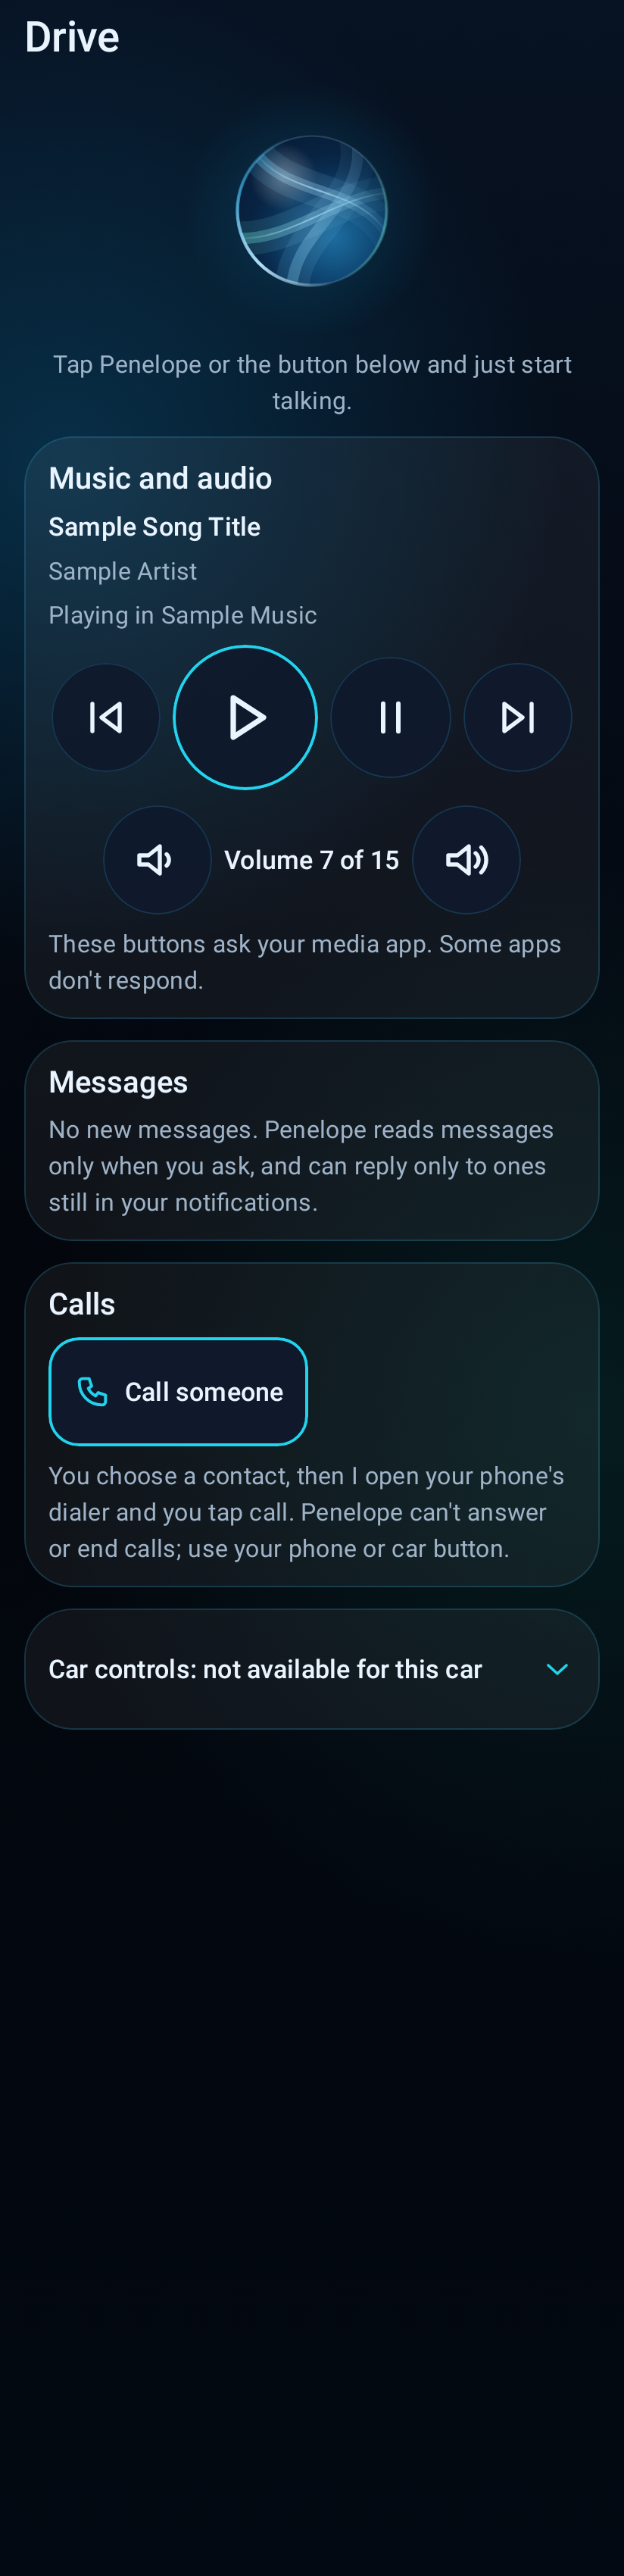 Drive
Tap Penelope or the button below and just start
talking.
Music and audio
Sample Song Title
Sample Artist
Playing in Sample Music
Volume 7 of 15
These buttons ask your media app. Some apps
don't respond.
Messages
No new messages. Penelope reads messages
only when you ask, and can reply only to ones
still in your notifications.
Calls
Call someone
You choose a contact, then I open your phone's
dialer and you tap call. Penelope can't answer
or end calls; use your phone or car button.
Car controls: not available for this car